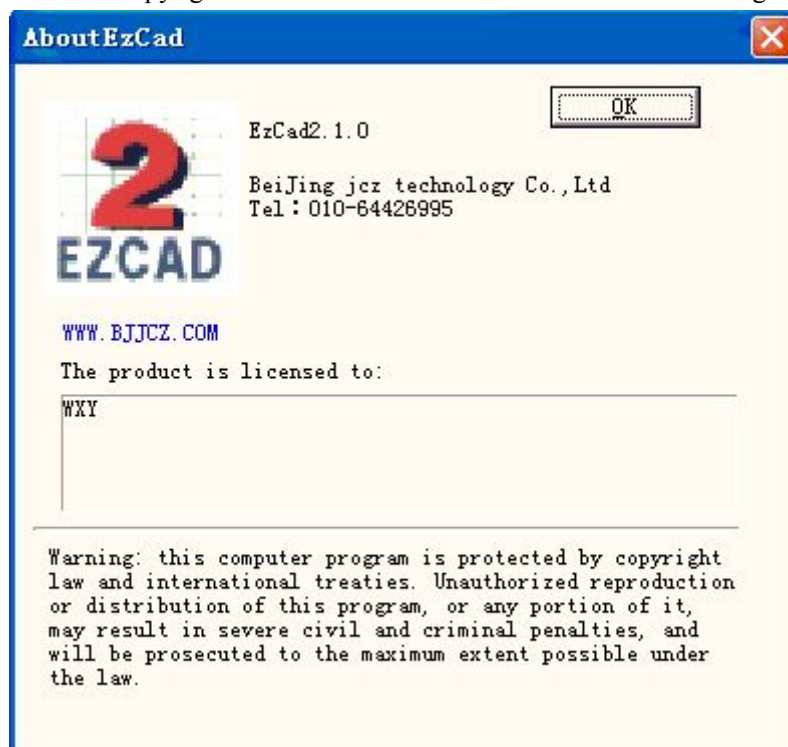 AboutEzCad
OK
2
EZCAD
EzCad2.1.0
BeiJing jcz technology Co.,Ltd
Tel：010-64426995
WWW.BJJCZ.COM
The product is licensed to:
WXY
Warning: this computer program is protected by copyright
law and international treaties. Unauthorized reproduction
or distribution of this program, or any portion of it,
may result in severe civil and criminal penalties, and
will be prosecuted to the maximum extent possible under
the law.